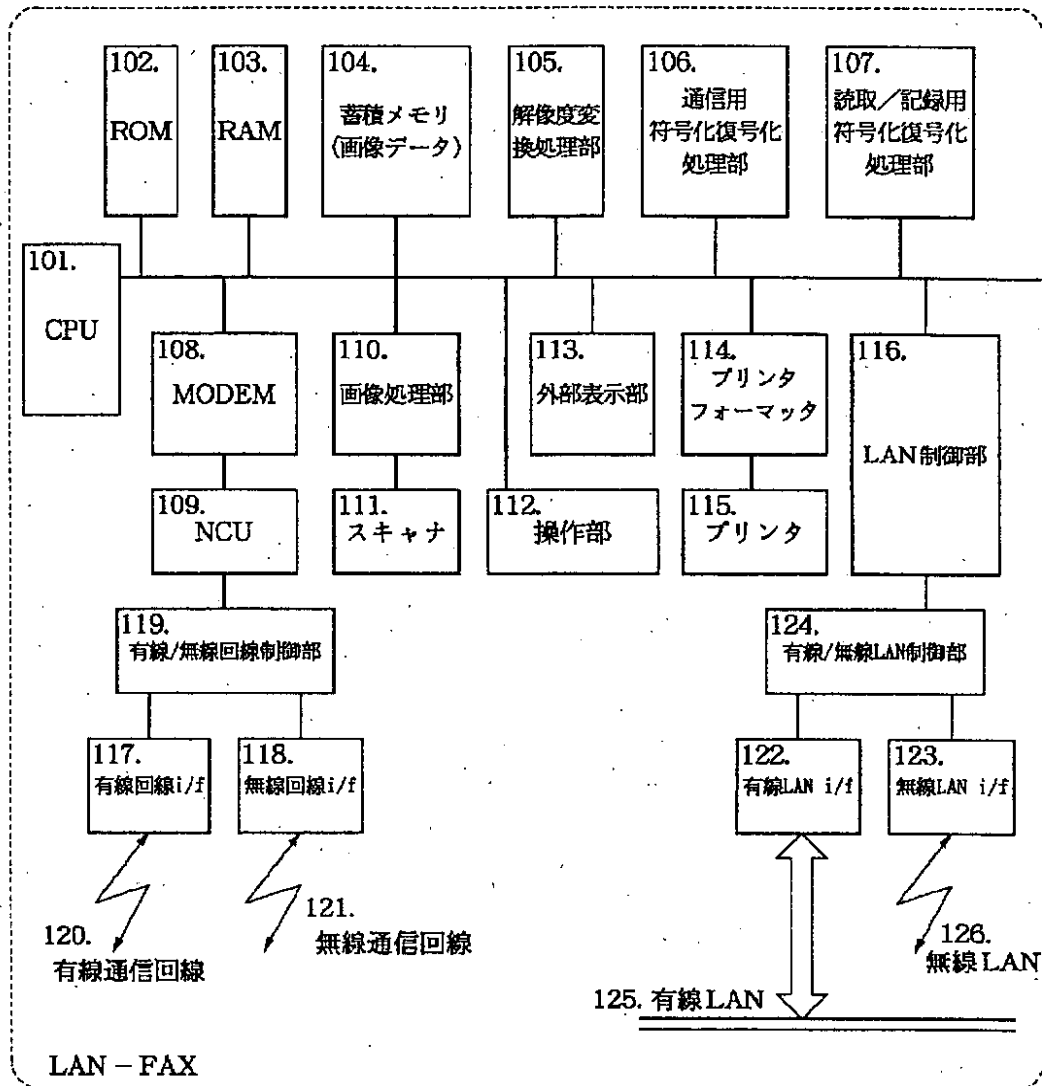 102.
ROM
103.
RAM
104.
蓄積メモリ
(画像データ)
105.
解像度変
換処理部
106.
通信用
符号化復号化
処理部
107.
読取／記録用
符号化復号化
処理部
101.
CPU
108.
MODEM
110.
画像処理部
113.
外部表示部
114.
プリンタ
フォーマッタ
116.
LAN制御部
109.
NCU
111.
スキャナ
112.
操作部
115.
プリンタ
119.
有線/無線回線制御部
124.
有線/無線LAN制御部
117.
有線回線i/f
118.
無線回線i/f
122.
有線LAN i/f
123.
無線LAN i/f
120.
有線通信回線
121.
無線通信回線
126.
無線LAN
125. 有線LAN
LAN－FAX